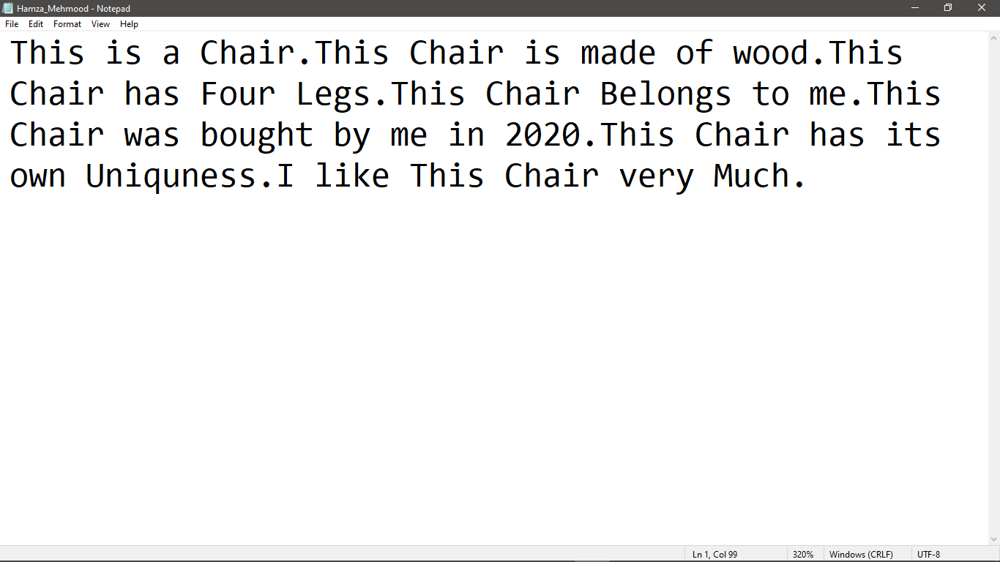 Hamza_Mehmood - Notepad
File Edit Format View Help
This is a Chair.This Chair is made of wood.This
Chair has Four Legs.This Chair Belongs to me.This
Chair was bought by me in 2020.This Chair has its
own Uniquness.I like This Chair very Much.
Ln 1, Col 99 320% Windows (CRLF) UTF-8